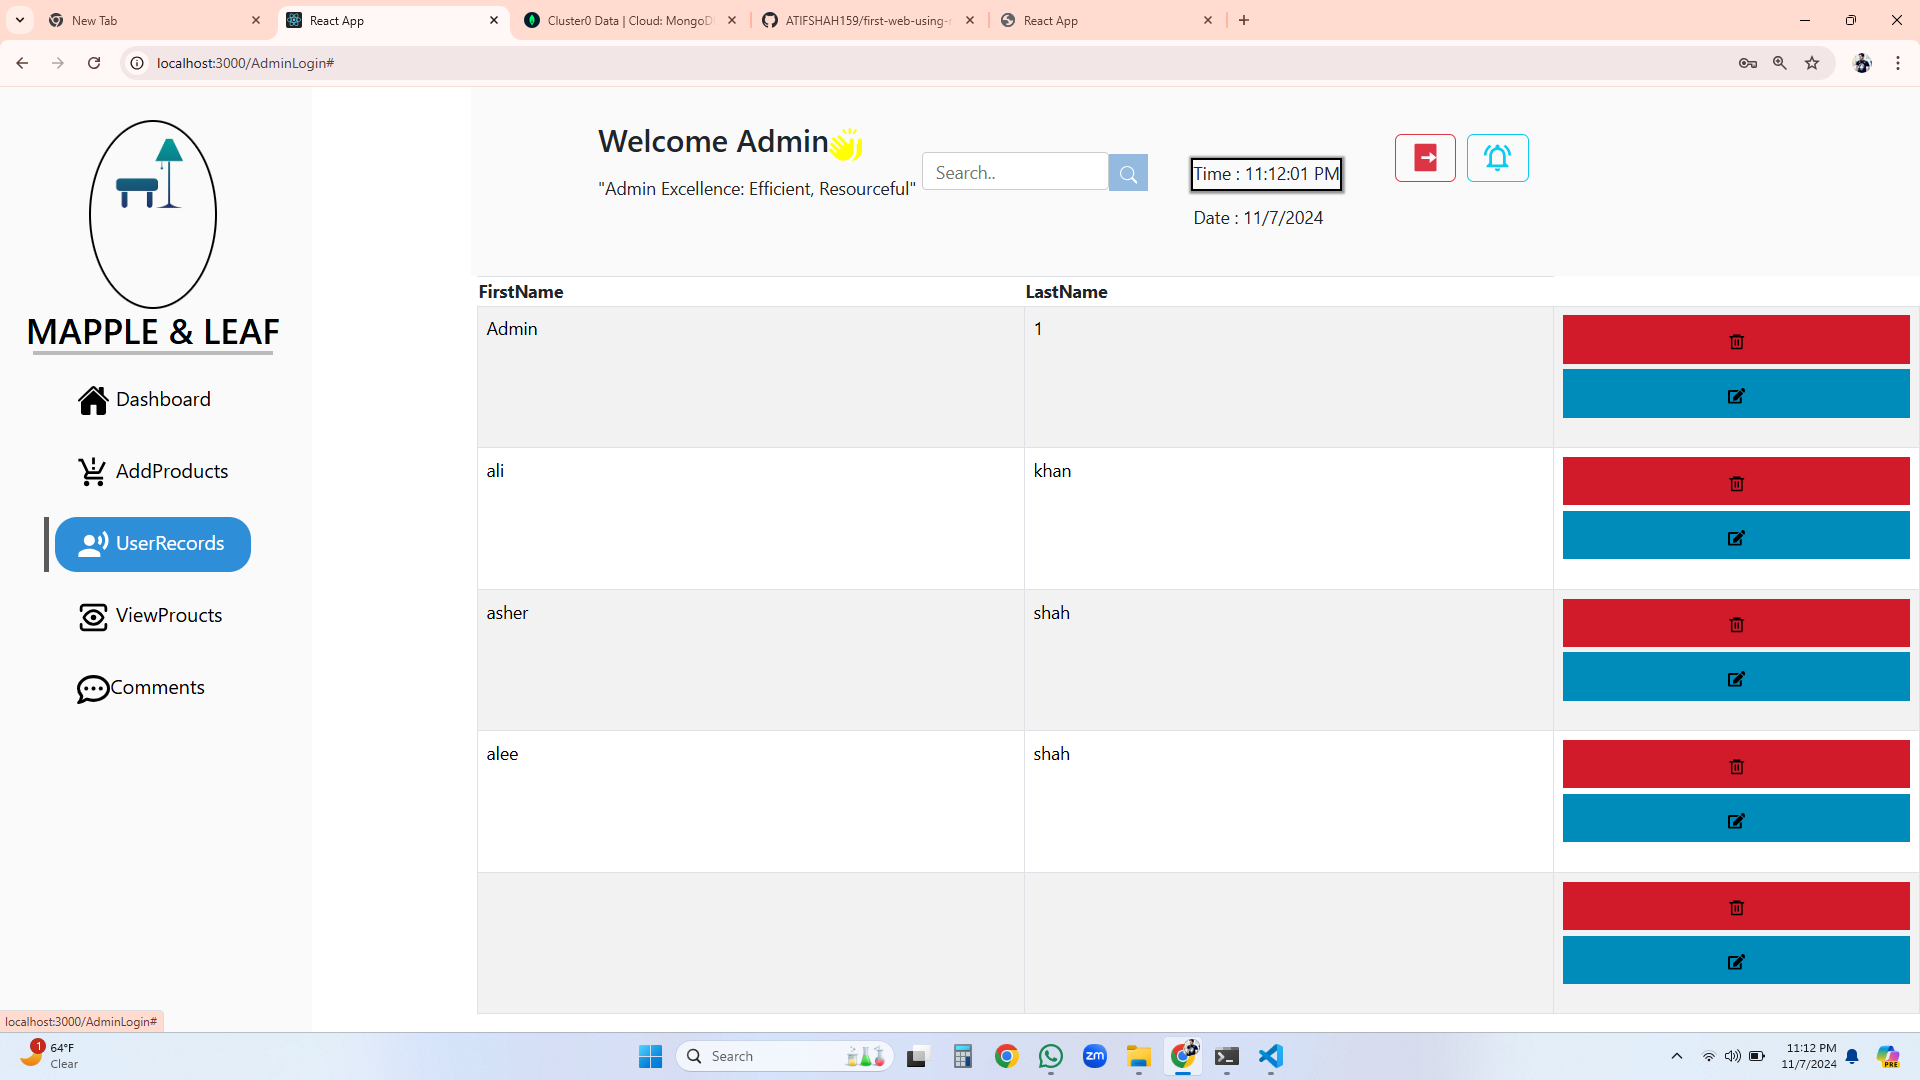 New Tab
React App
Cluster0 Data | Cloud: MongoD
ATIFSHAH159/first-web-using-
React App
localhost:3000/AdminLogin#
MAPPLE & LEAF
Dashboard
AddProducts
UserRecords
ViewProucts
Comments
Welcome Admin
"Admin Excellence: Efficient, Resourceful"
Search..
Time : 11:12:01 PM
Date : 11/7/2024
FirstName LastName
Admin 1
ali khan
asher shah
alee shah
localhost:3000/AdminLogin#
1
64°F
Clear
Search
zm
11:12 PM
11/7/2024
PRE